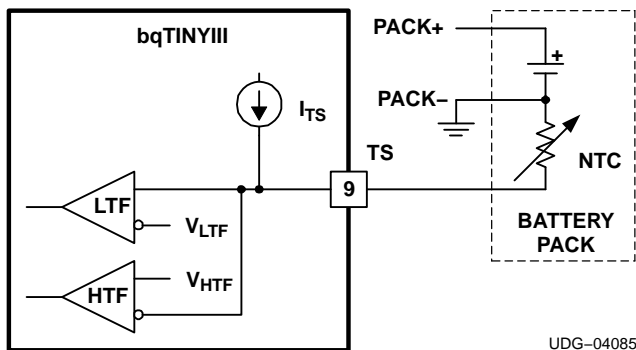 bqTINYIII
PACK+
+
PACK−
I_TS
TS
NTC
9
LTF
V_LTF
BATTERY
PACK
HTF
V_HTF
UDG−04085